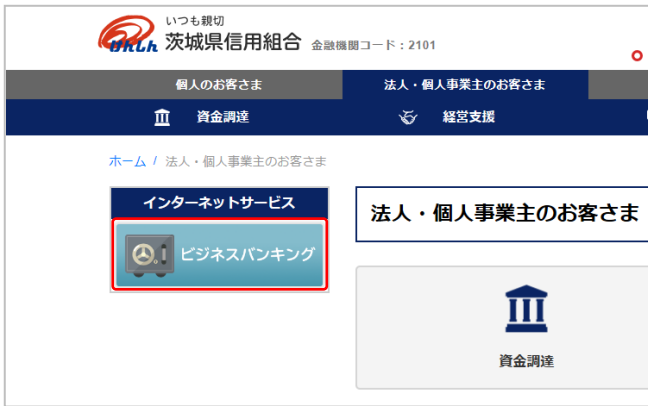 いつも親切
けんしん 茨城県信用組合 金融機関コード：2101
個人のお客さま 法人・個人事業主のお客さま
資金調達 経営支援
ホーム / 法人・個人事業主のお客さま
インターネットサービス
法人・個人事業主のお客さま
ビジネスバンキング
資金調達